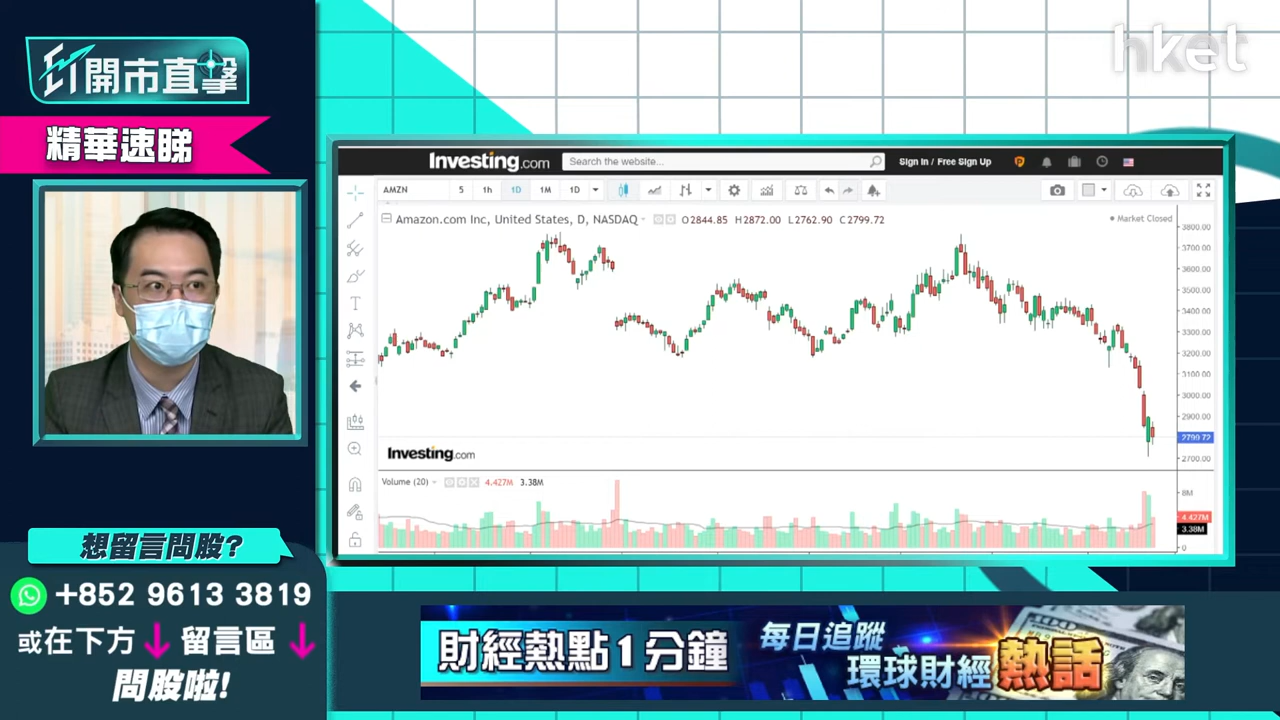 hket
ET開市直擊
精華速睇
Investing.com
Search the website...
Sign In / Free Sign Up
AMZN
5
1h
1D
1M
1D
Amazon.com Inc, United States, D, NASDAQ
O2844.85 H2872.00 L2762.90 C2799.72
Market Closed
3800.00
3700.00
3600.00
3500.00
3400.00
3300.00
3200.00
3100.00
3000.00
2900.00
2799.72
2700.00
Investing.com
Volume (20)
4.427M
3.38M
8M
4.427M
3.38M
0
想留言問股?
+852 9613 3819
或在下方
留言區
問股啦!
財經熱點1分鐘
每日追蹤
環球財經熱話